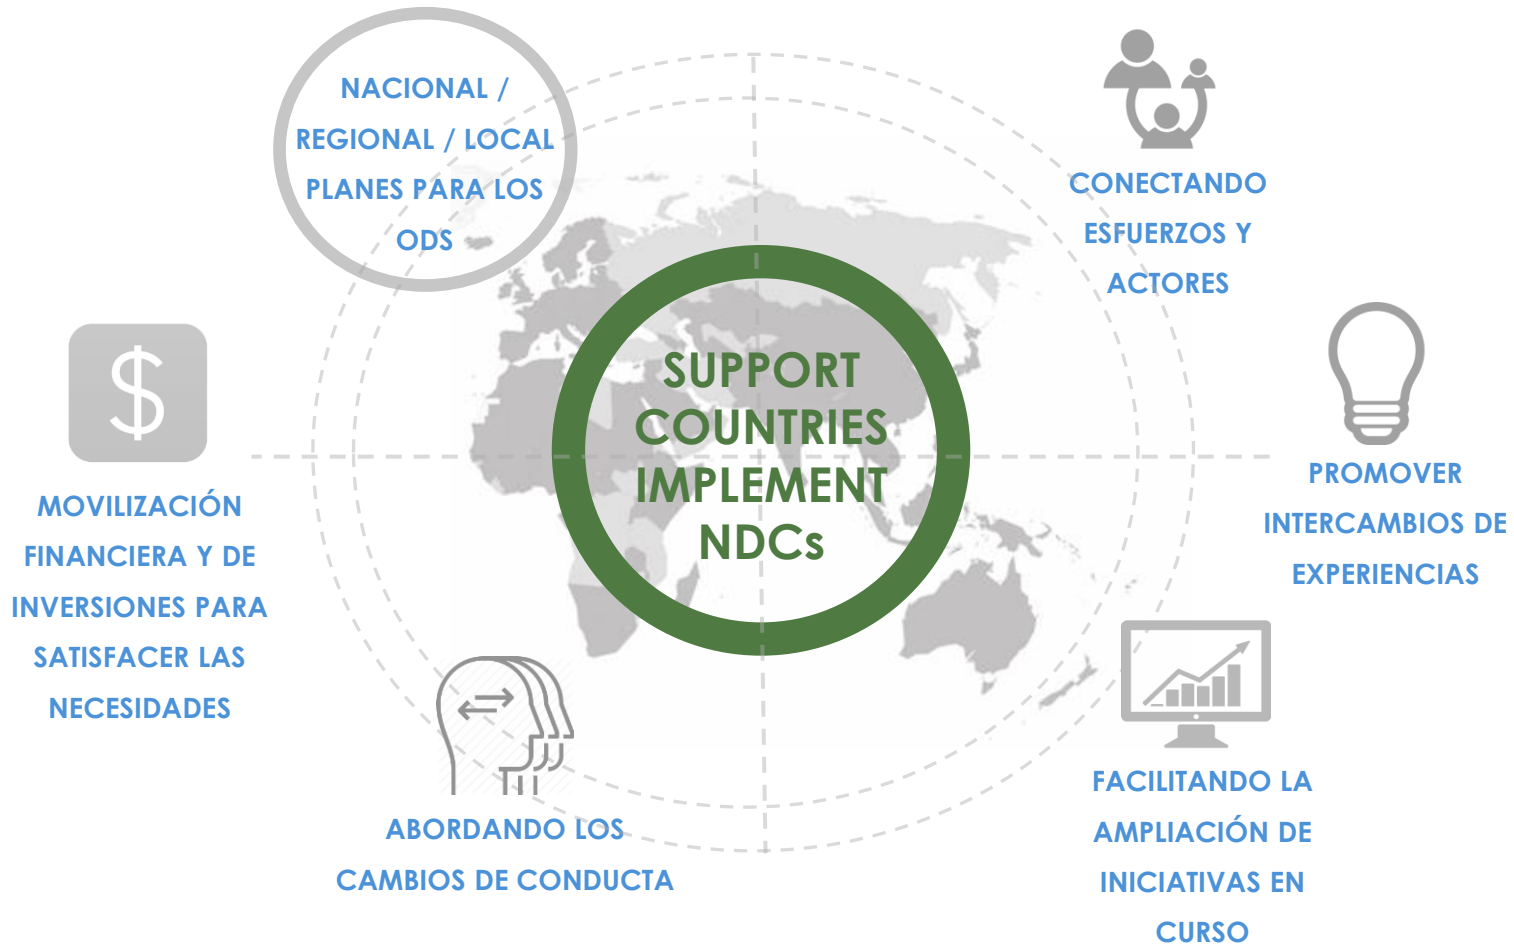 NACIONAL /
REGIONAL / LOCAL
PLANES PARA LOS
ODS
CONECTANDO
ESFUERZOS Y
ACTORES
$
SUPPORT
COUNTRIES
IMPLEMENT
NDCs
PROMOVER
INTERCAMBIOS DE
EXPERIENCIAS
MOVILIZACIÓN
FINANCIERA Y DE
INVERSIONES PARA
SATISFACER LAS
NECESIDADES
ABORDANDO LOS
CAMBIOS DE CONDUCTA
FACILITANDO LA
AMPLIACIÓN DE
INICIATIVAS EN
CURSO